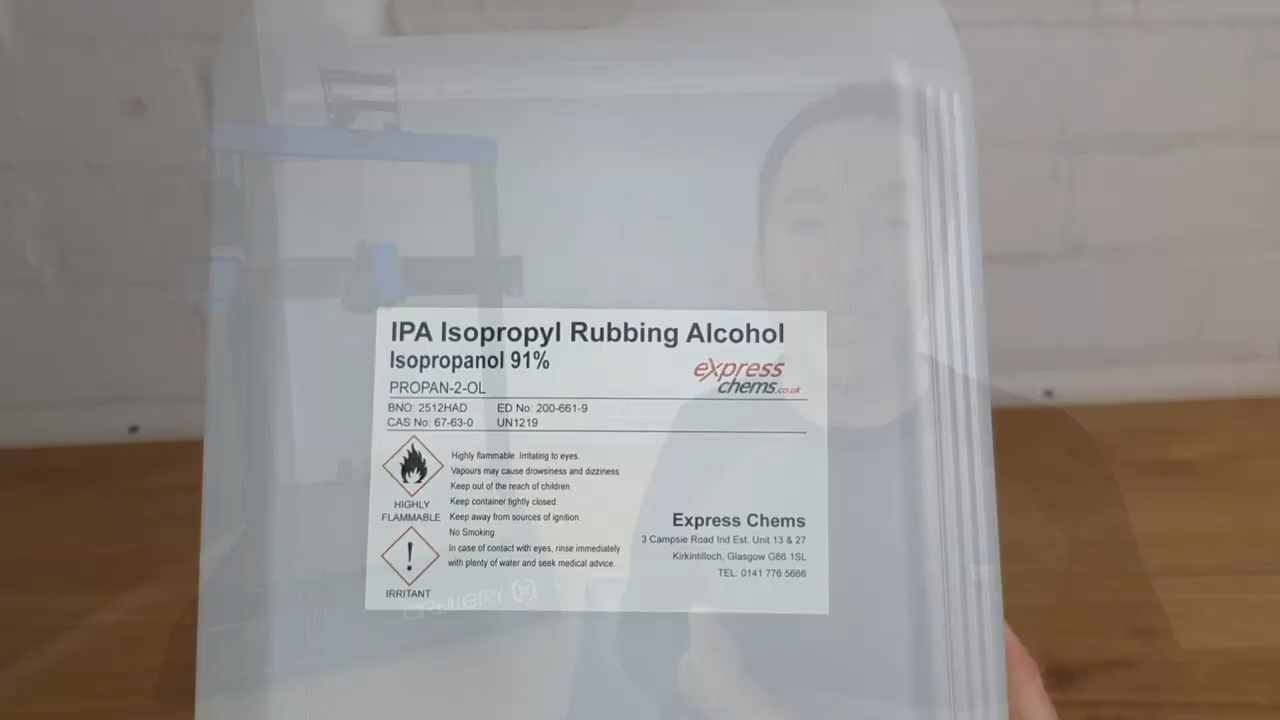 IPA Isopropyl Rubbing Alcohol
Isopropanol 91%
express
chems.co.uk
PROPAN-2-OL
BNO: 2512HAD ED No: 200-661-9
CAS No: 67-63-0 UN1219
Highly flammable. Irritating to eyes.
Vapours may cause drowsiness and dizziness
Keep out of the reach of children.
Keep container tightly closed.
Keep away from sources of ignition.
No Smoking.
In case of contact with eyes, rinse immediately
with plenty of water and seek medical advice.
HIGHLY
FLAMMABLE
!
IRRITANT
Express Chems
3 Campsie Road Ind Est. Unit 13 & 27
Kirkintilloch, Glasgow G66 1SL
TEL: 0141 776 5666